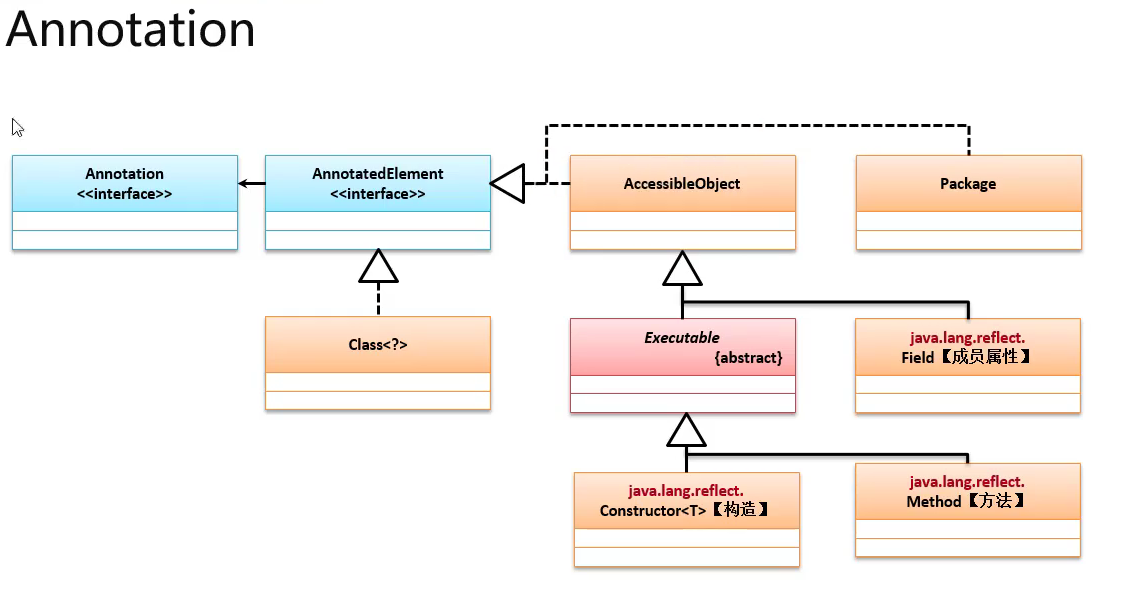 Annotation
Annotation
<<interface>>
AnnotatedElement
<<interface>>
AccessibleObject
Package
Class<?>
Executable
{abstract}
java.lang.reflect.
Field【成员属性】
java.lang.reflect.
Constructor<T>【构造】
java.lang.reflect.
Method【方法】